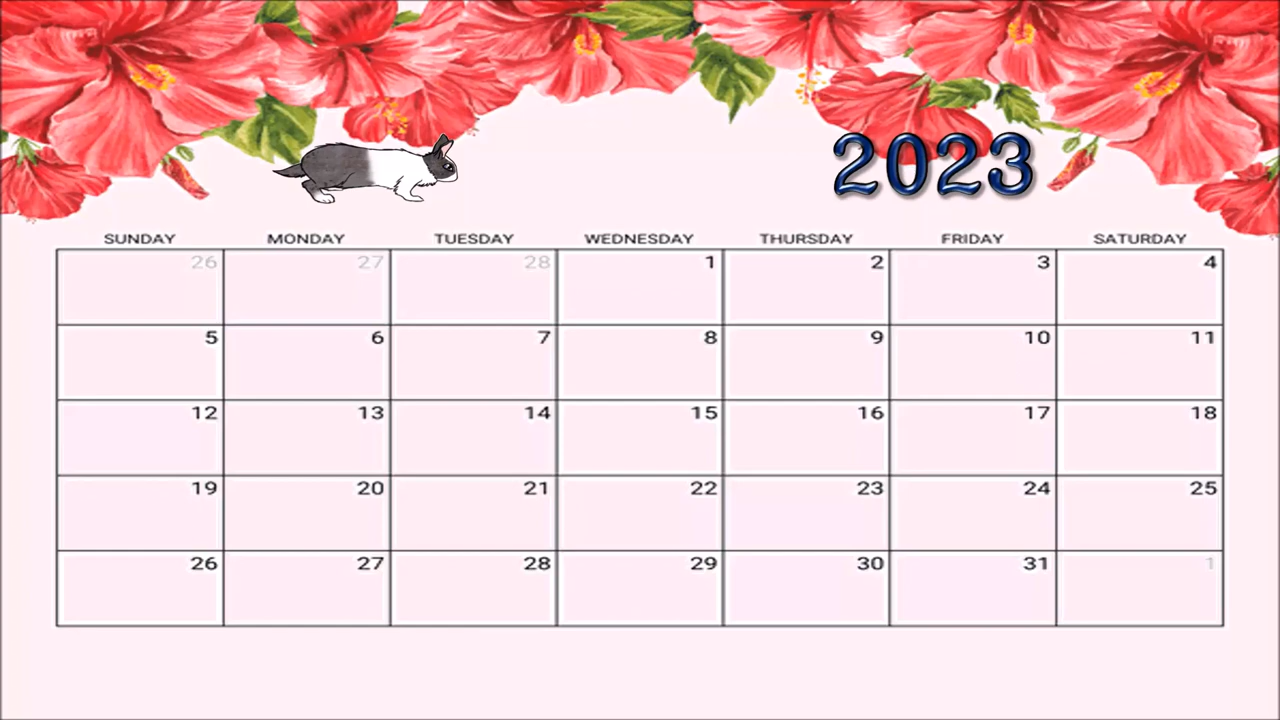 2023
SUNDAY MONDAY TUESDAY WEDNESDAY THURSDAY FRIDAY SATURDAY
26 27 28 1 2 3 4
5 6 7 8 9 10 11
12 13 14 15 16 17 18
19 20 21 22 23 24 25
26 27 28 29 30 31 1